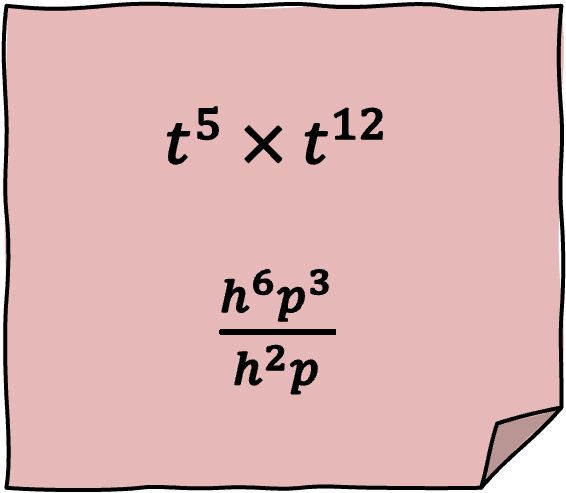 t⁵ × t¹²
h⁶p³
h²p